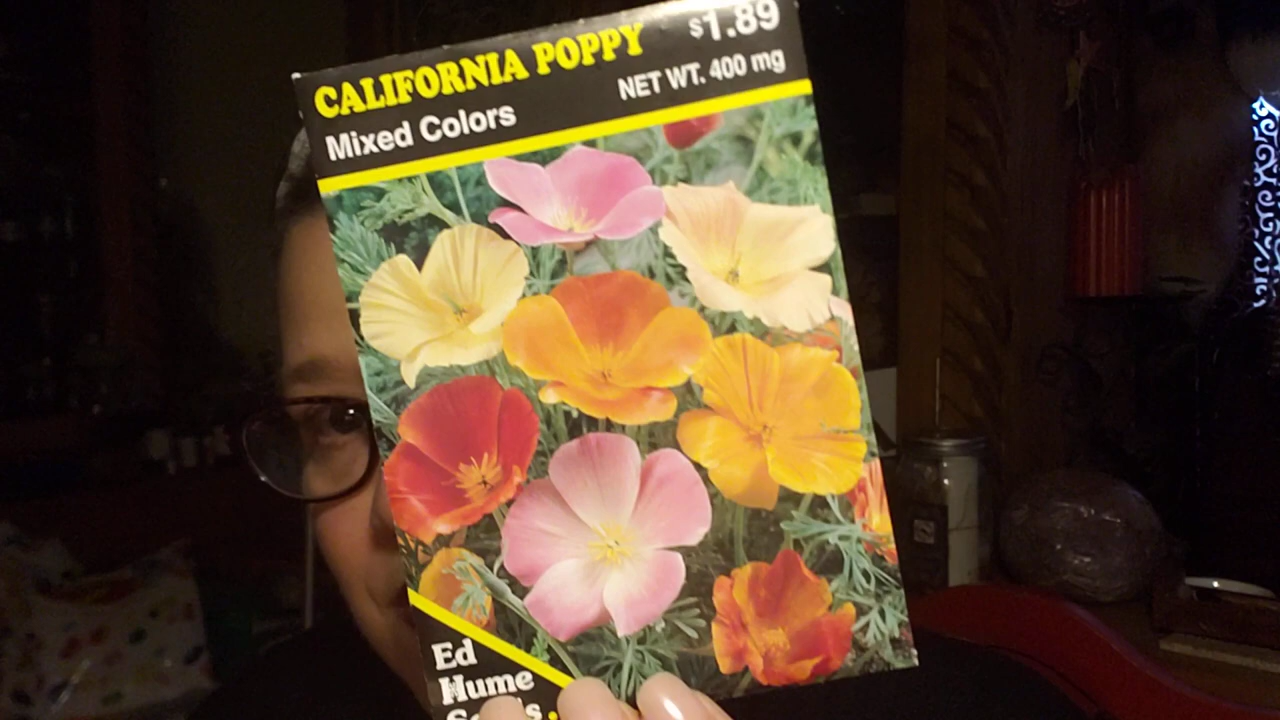 CALIFORNIA POPPY
$1.89
Mixed Colors
NET WT. 400 mg
Ed
Hume